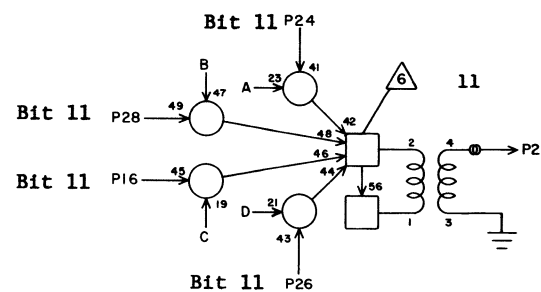 Bit 11 P24
B
A 23 41
6
11
Bit 11 P28 49 47
42
48
2 4 P2
46
Bit 11 P16 45
44
56
19
D 21
1 3
C
43
Bit 11 P26